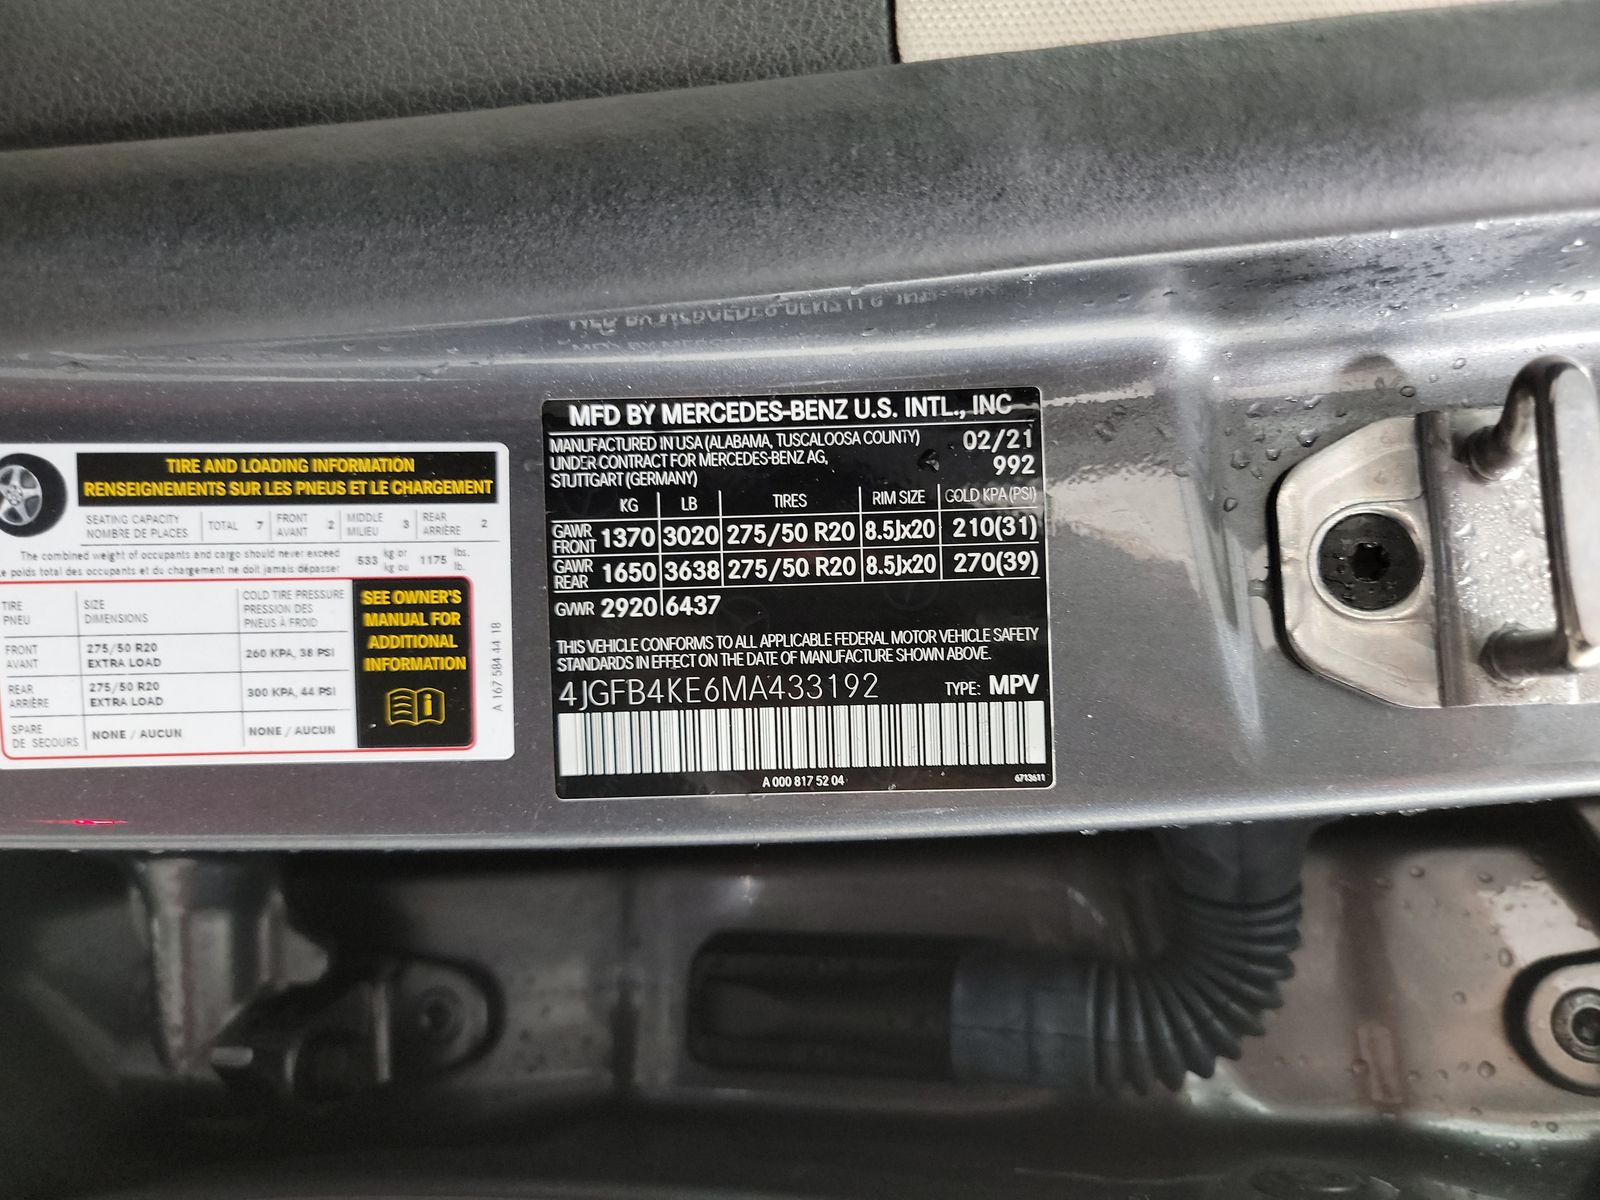 TIRE AND LOADING INFORMATION
RENSEIGNEMENTS SUR LES PNEUS ET LE CHARGEMENT
SEATING CAPACITY
NOMBRE DE PLACES
TOTAL 7
FRONT
AVANT 2
MIDDLE
MILIEU 3
REAR
ARRIÈRE 2
The combined weight of occupants and cargo should never exceed
poids total des occupants et du chargement ne doit jamais dépasser
533 kg or
kg ou
1175 lbs.
lb.
TIRE
PNEU
SIZE
DIMENSIONS
COLD TIRE PRESSURE
PRESSION DES
PNEUS À FROID
FRONT
AVANT
275/50 R20
EXTRA LOAD
260 KPA, 38 PSI
REAR
ARRIÈRE
275/50 R20
EXTRA LOAD
300 KPA, 44 PSI
SPARE
DE SECOURS
NONE / AUCUN
NONE / AUCUN
SEE OWNER'S
MANUAL FOR
ADDITIONAL
INFORMATION
A 167 584 44 18
MFD BY MERCEDES-BENZ U.S. INTL., INC
MANUFACTURED IN USA (ALABAMA, TUSCALOOSA COUNTY)
UNDER CONTRACT FOR MERCEDES-BENZ AG,
STUTTGART (GERMANY)
02/21
992
KG LB TIRES RIM SIZE COLD KPA (PSI)
GAWR FRONT 1370 3020 275/50 R20 8.5Jx20 210(31)
GAWR REAR 1650 3638 275/50 R20 8.5Jx20 270(39)
GVWR 2920 6437
THIS VEHICLE CONFORMS TO ALL APPLICABLE FEDERAL MOTOR VEHICLE SAFETY
STANDARDS IN EFFECT ON THE DATE OF MANUFACTURE SHOWN ABOVE.
4JGFB4KE6MA433192 TYPE: MPV
A 000 817 52 04
6713611